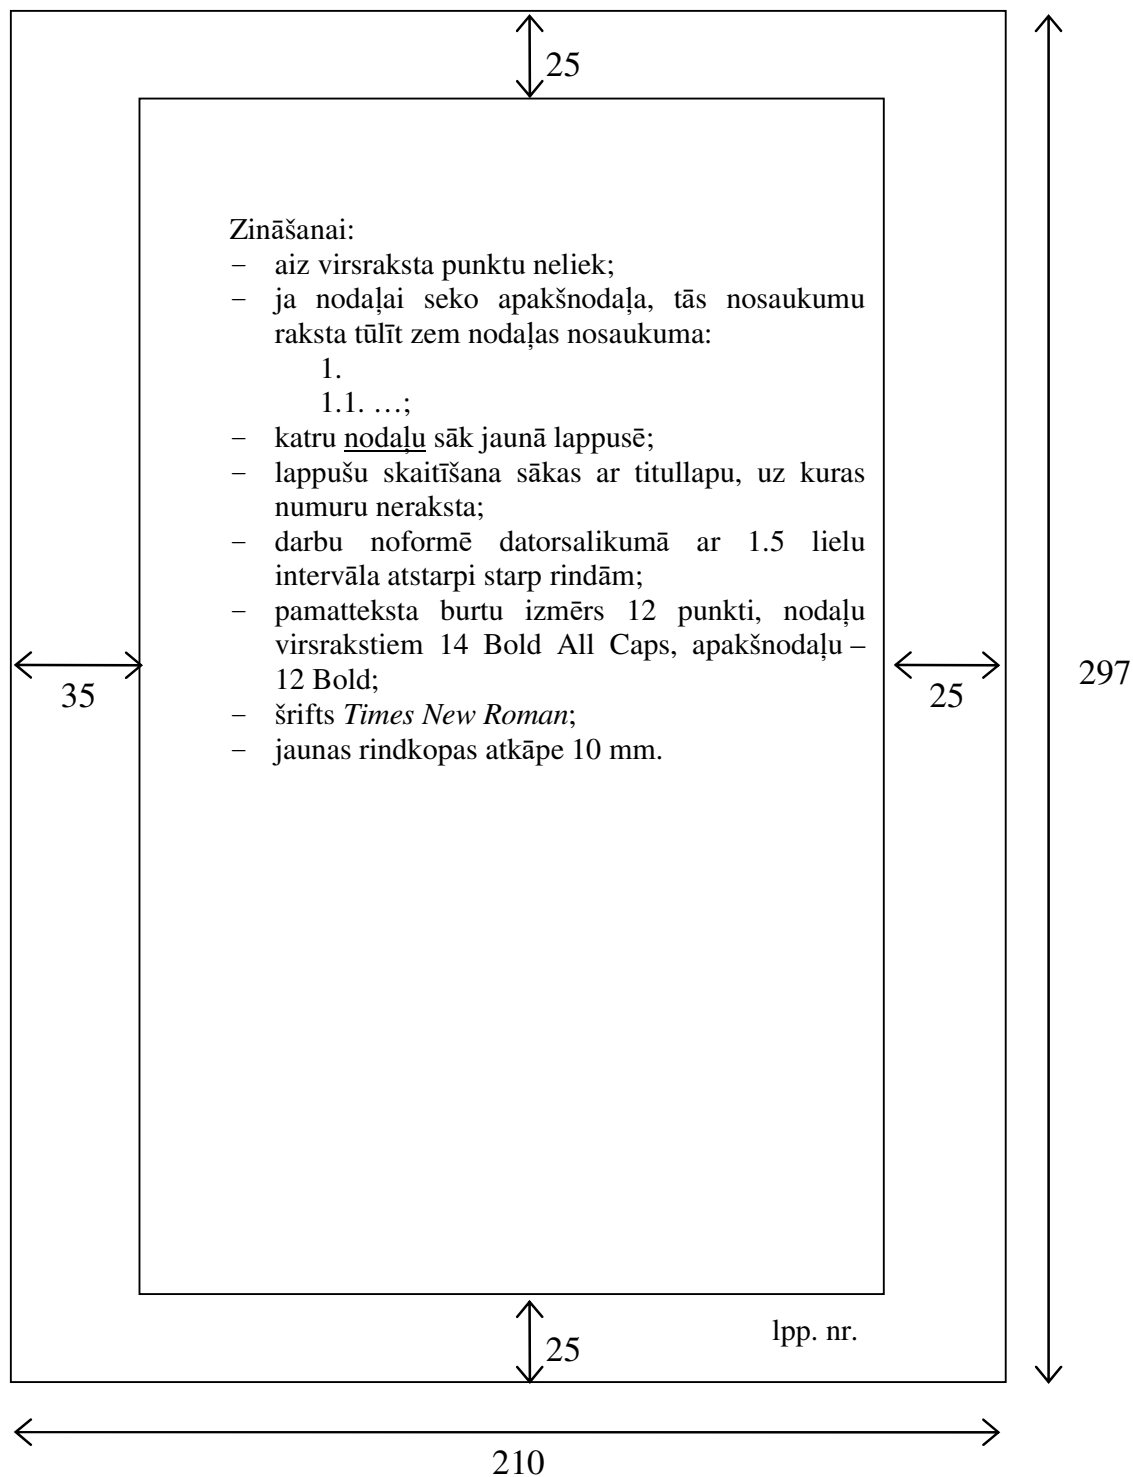 25
Zināšanai:
– aiz virsraksta punktu neliek;
– ja nodaļai seko apakšnodaļa, tās nosaukumu
raksta tūlīt zem nodaļas nosaukuma:
1.
1.1. …;
– katru nodaļu sāk jaunā lappusē;
– lappušu skaitīšana sākas ar titullapu, uz kuras
numuru neraksta;
– darbu noformē datorsalikumā ar 1.5 lielu
intervāla atstarpi starp rindām;
– pamatteksta burtu izmērs 12 punkti, nodaļu
virsrakstiem 14 Bold All Caps, apakšnodaļu –
12 Bold;
– šrifts Times New Roman;
– jaunas rindkopas atkāpe 10 mm.
35
25
297
lpp. nr.
25
210